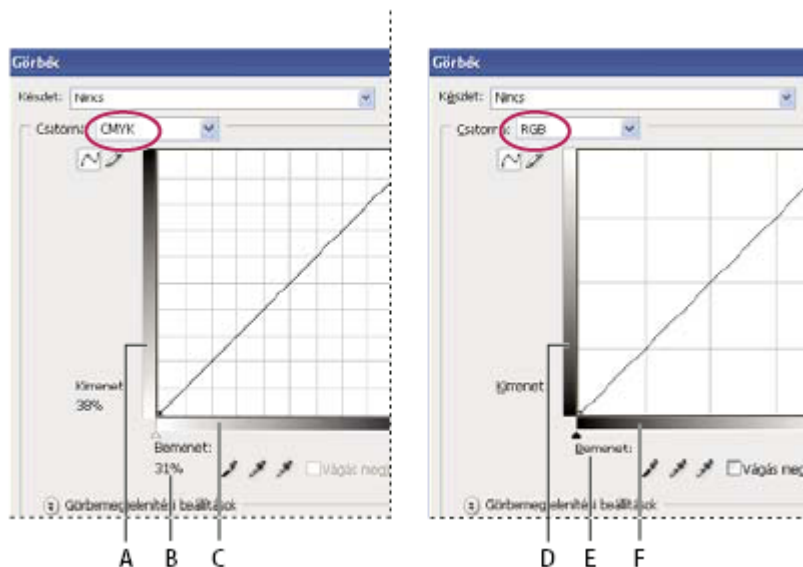 Görbék
Készlet: Nincs
Csatorna: CMYK
Kimenet
38%
Bemenet:
31%
Vágás meg
Görbemegjelenítési beállítások
A B C
Görbék
Készlet: Nincs
Csatorna: RGB
Kimenet
Bemenet:
Vágás meg
Görbemegjelenítési beállítások
D E F